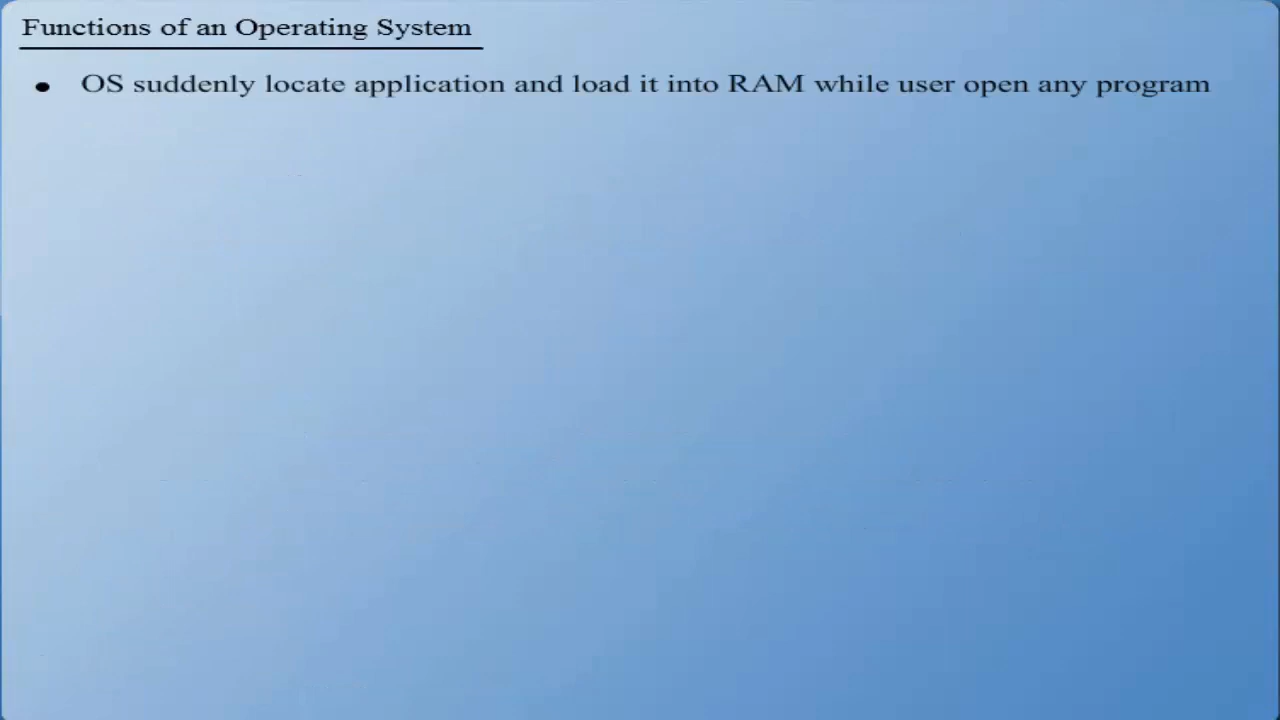 Functions of an Operating System
• OS suddenly locate application and load it into RAM while user open any program